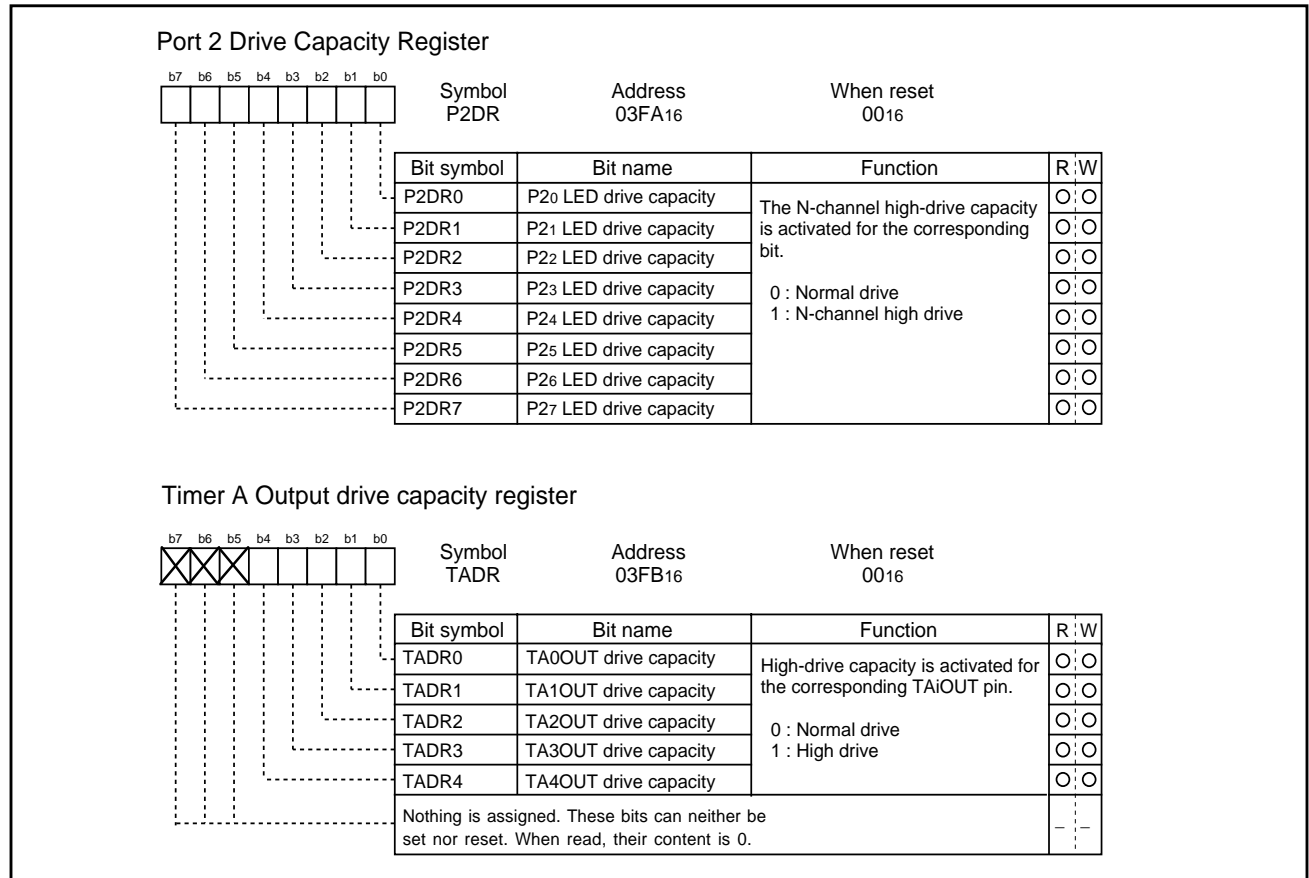 Port 2 Drive Capacity Register
b7 b6 b5 b4 b3 b2 b1 b0
Symbol Address When reset
P2DR 03FA16 0016
Bit symbol Bit name Function R W
P2DR0 P20 LED drive capacity The N-channel high-drive capacity O O
P2DR1 P21 LED drive capacity is activated for the corresponding O O
P2DR2 P22 LED drive capacity bit. O O
P2DR3 P23 LED drive capacity 0 : Normal drive O O
P2DR4 P24 LED drive capacity 1 : N-channel high drive O O
P2DR5 P25 LED drive capacity O O
P2DR6 P26 LED drive capacity O O
P2DR7 P27 LED drive capacity O O
Timer A Output drive capacity register
b7 b6 b5 b4 b3 b2 b1 b0
Symbol Address When reset
TADR 03FB16 0016
Bit symbol Bit name Function R W
TADR0 TA0OUT drive capacity High-drive capacity is activated for O O
TADR1 TA1OUT drive capacity the corresponding TAiOUT pin. O O
TADR2 TA2OUT drive capacity 0 : Normal drive O O
TADR3 TA3OUT drive capacity 1 : High drive O O
TADR4 TA4OUT drive capacity O O
Nothing is assigned. These bits can neither be
set nor reset. When read, their content is 0. – –